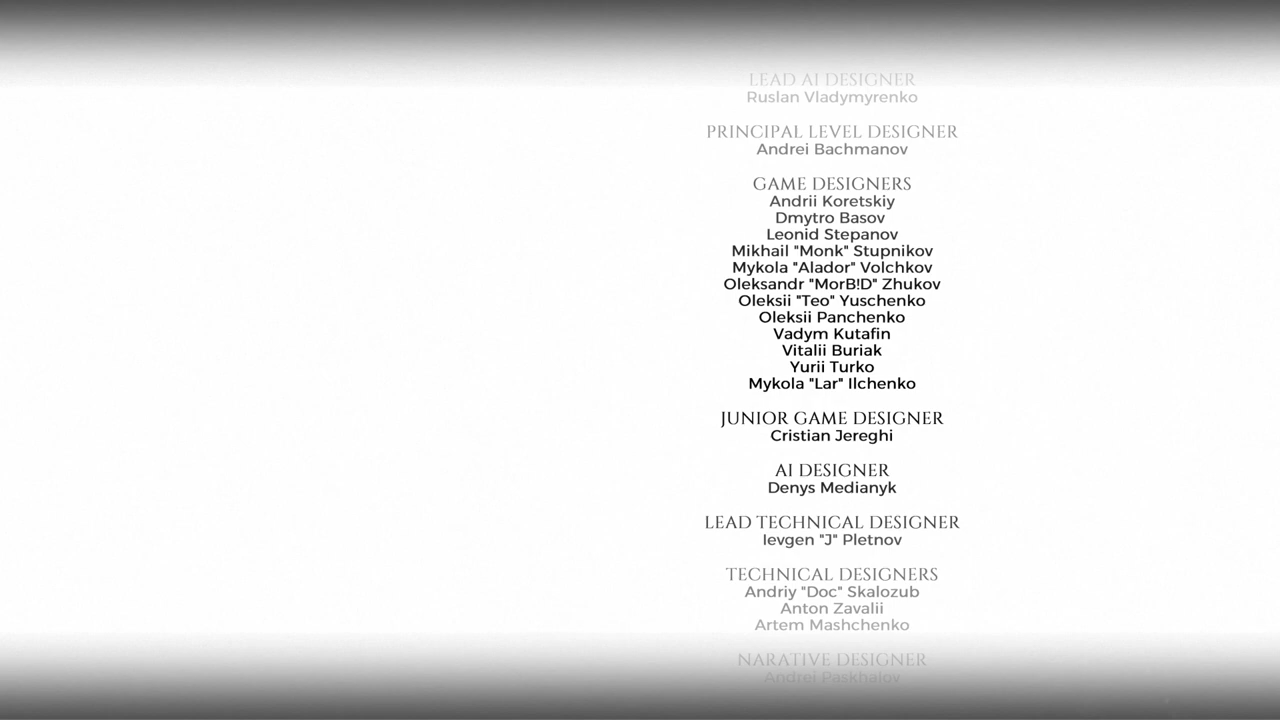 LEAD AI DESIGNER
Ruslan Vladymyrenko
PRINCIPAL LEVEL DESIGNER
Andrei Bachmanov
GAME DESIGNERS
Andrii Koretskiy
Dmytro Basov
Leonid Stepanov
Mikhail "Monk" Stupnikov
Mykola "Alador" Volchkov
Oleksandr "MorB!D" Zhukov
Oleksii "Teo" Yuschenko
Oleksii Panchenko
Vadym Kutafin
Vitalii Buriak
Yurii Turko
Mykola "Lar" Ilchenko
JUNIOR GAME DESIGNER
Cristian Jereghi
AI DESIGNER
Denys Medianyk
LEAD TECHNICAL DESIGNER
Ievgen "J" Pletnov
TECHNICAL DESIGNERS
Andriy "Doc" Skalozub
Anton Zavalii
Artem Mashchenko
NARATIVE DESIGNER
Andrei Paskhalov